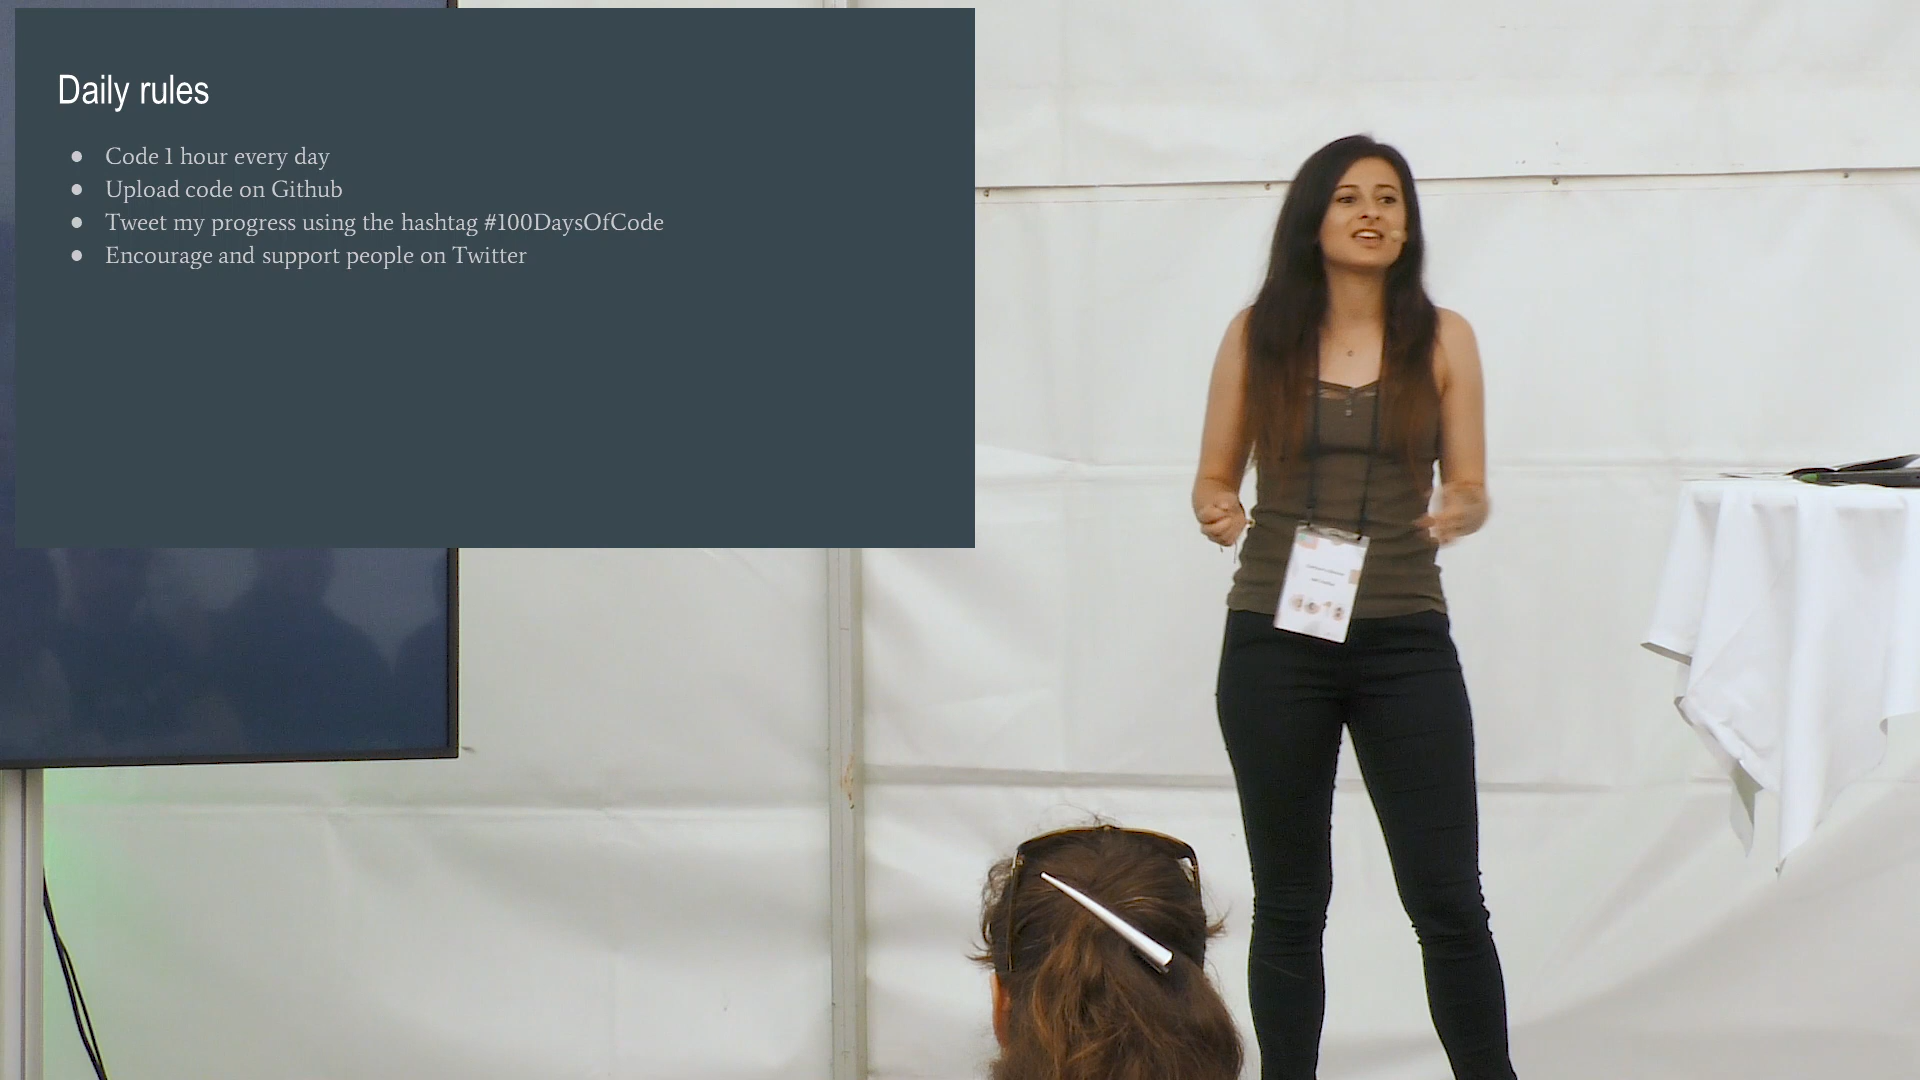 Daily rules
● Code 1 hour every day
● Upload code on Github
● Tweet my progress using the hashtag #100DaysOfCode
● Encourage and support people on Twitter